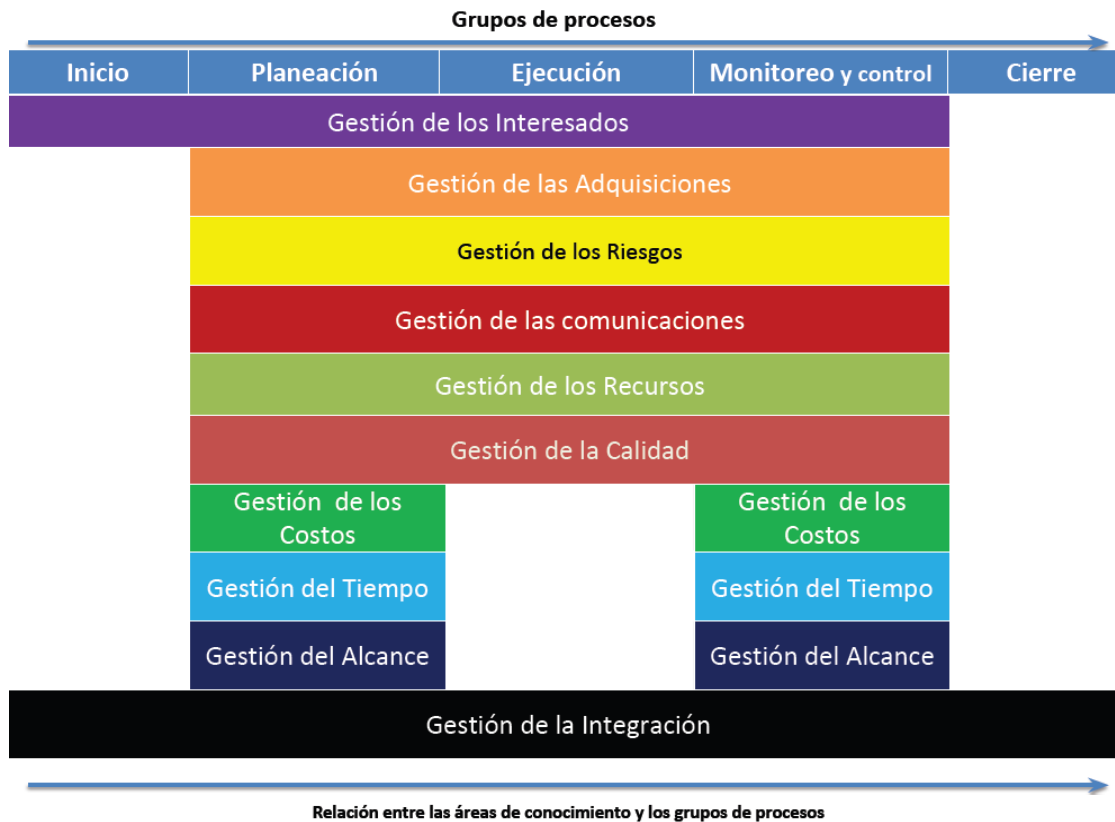 Grupos de procesos
Inicio Planeación Ejecución Monitoreo y control Cierre
Gestión de los Interesados
Gestión de las Adquisiciones
Gestión de los Riesgos
Gestión de las comunicaciones
Gestión de los Recursos
Gestión de la Calidad
Gestión de los
Costos
Gestión de los
Costos
Gestión del Tiempo Gestión del Tiempo
Gestión del Alcance Gestión del Alcance
Gestión de la Integración
Relación entre las áreas de conocimiento y los grupos de procesos